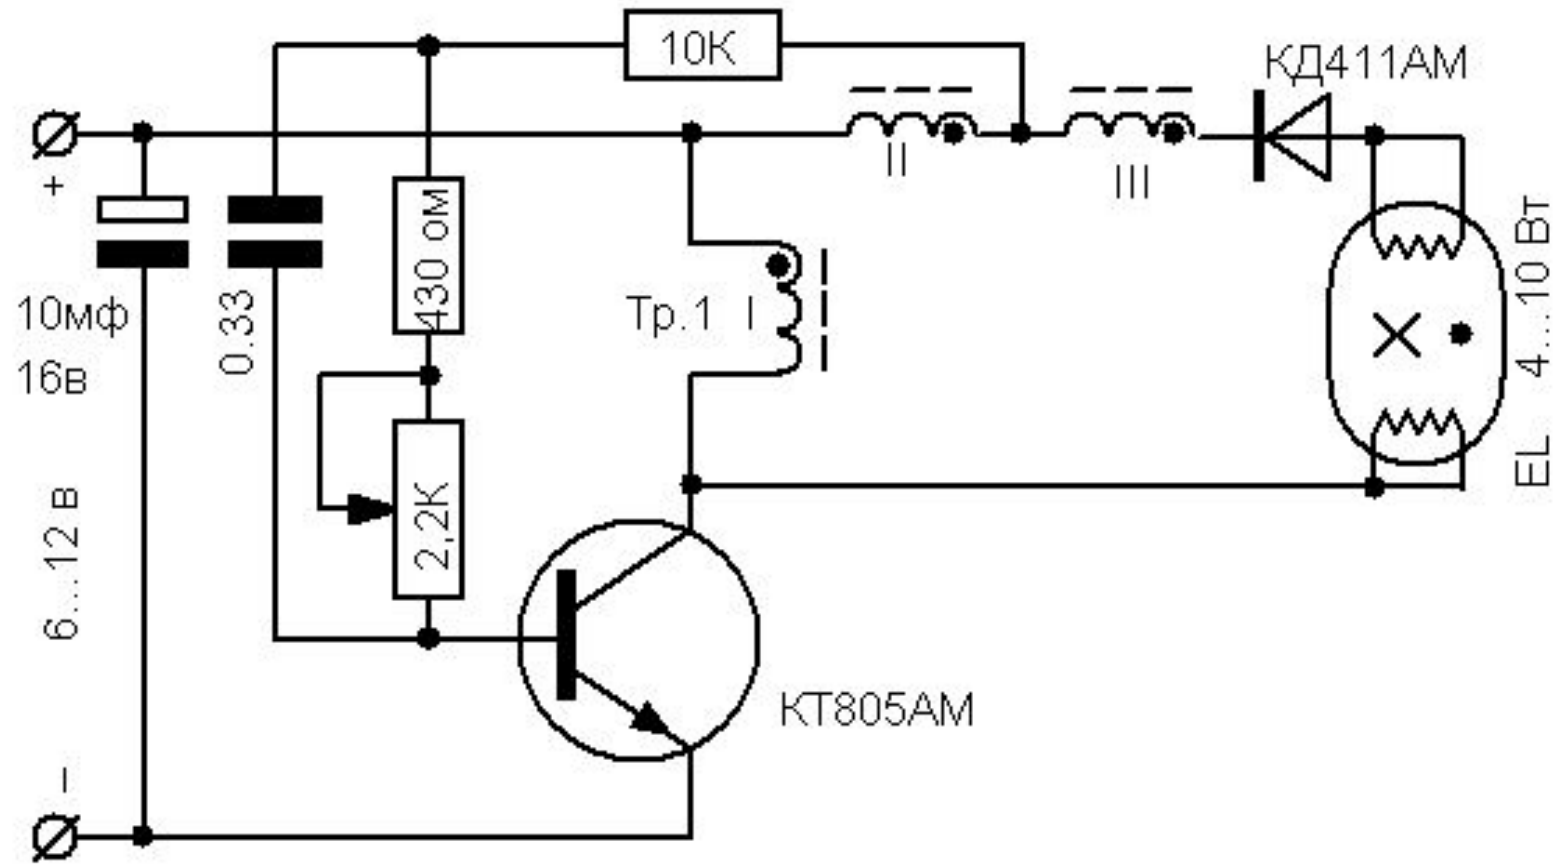 10К
КД411АМ
+
II
III
430 ом
10мф
16в
0.33
Тр.1 I
EL 4....10 Вт
2,2К
6...12 в
КТ805АМ
–